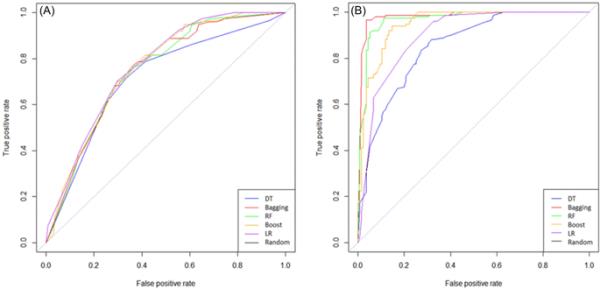 (A)
True positive rate
1.0
0.8
0.6
0.4
0.2
0.0
0.0 0.2 0.4 0.6 0.8 1.0
False positive rate
DT
Bagging
RF
Boost
LR
Random
(B)
True positive rate
1.0
0.8
0.6
0.4
0.2
0.0
0.0 0.2 0.4 0.6 0.8 1.0
False positive rate
DT
Bagging
RF
Boost
LR
Random